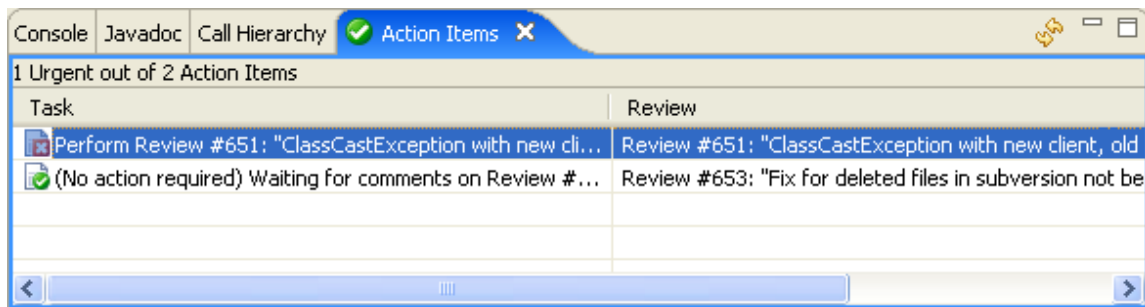 Console Javadoc Call Hierarchy Action Items
1 Urgent out of 2 Action Items
Task Review
Perform Review #651: "ClassCastException with new cli... Review #651: "ClassCastException with new client, old
(No action required) Waiting for comments on Review #... Review #653: "Fix for deleted files in subversion not be